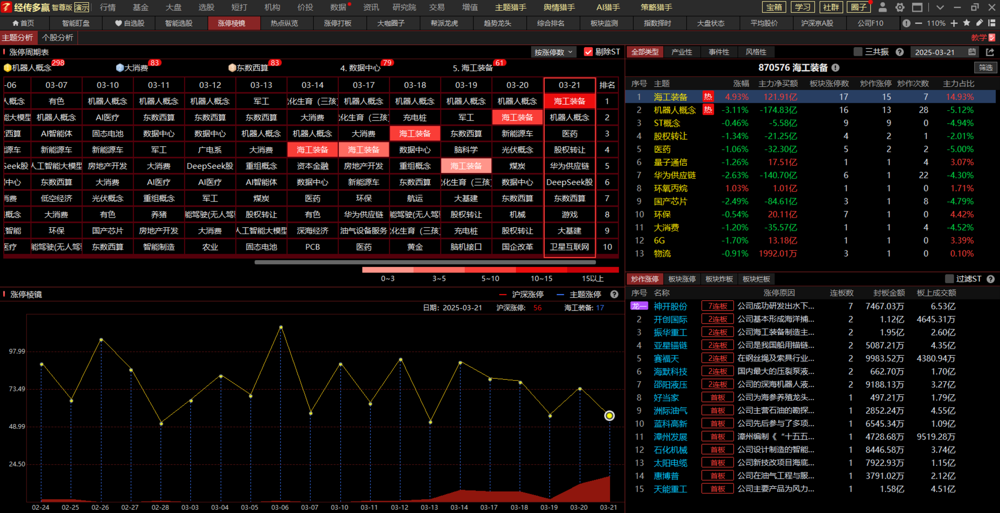 经传多赢 智尊版 演示 行情 基金 大盘 选股 短打 机构 价投 数据 资讯 研究院 交易 增值 主题猎手 舆情猎手 AI猎手 策略猎手 宝箱 学习 社群 圈子
首页 智能盯盘 自选股 智能选股 涨停棱镜 热点纵览 涨停打板 大咖圈子 帮派龙虎 趋势龙头 综合排名 板块监测 指数择时 大盘状态 平均股价 沪深京A股 公司F10 110%
主题分析 个股分析 教学
涨停周期表 按涨停数 剔除ST
1 机器人概念 298 2 大消费 83 3 东数西算 83 4. 数据中心 79 5. 海工装备 61
-06 03-07 03-10 03-11 03-12 03-13 03-14 03-17 03-18 03-19 03-20 03-21 排名
人概念 有色 机器人概念 机器人概念 机器人概念 军工 化生育（三孩 机器人概念 机器人概念 机器人概念 机器人概念 海工装备 1
能大模型 机器人概念 AI医疗 东数西算 东数西算 东数西算 大消费 化生育（三孩 充电桩 军工 海工装备 机器人概念 2
西算 AI智能体 固态电池 数据中心 数据中心 机器人概念 机器人概念 大消费 海工装备 东数西算 新能源车 医药 3
源车 新能源车 新能源车 军工 广电系 大消费 海工装备 海工装备 数据中心 脑科学 光伏概念 股权转让 4
Seek股 人工智能大模型 房地产开发 大消费 DeepSeek股 重组概念 资本金融 房地产开发 重组概念 海工装备 煤炭 华为供应链 5
中心 东数西算 大消费 AI医疗 AI医疗 AI智能体 数据中心 新能源车 东数西算 化生育（三孩 数据中心 DeepSeek股 6
消费 低空经济 光伏概念 重组概念 军工 煤炭 医药 环保 航运 大基建 东数西算 东数西算 7
概念 大消费 有色 养猪 能驾驶(无人驾 股权转让 有色 华为供应链 能驾驶(无人驾 股权转让 机械 游戏 8
智能 环保 国产芯片 房地产开发 大消费 人工智能大模型 深海经济 油气设备服务 化生育（三孩 充电桩 股权转让 大基建 9
医疗 能驾驶(无人驾 东数西算 智能制造 农业 固态电池 PCB 医药 黄金 脑机接口 国企改革 卫星互联网 10
0~3 3~5 5~10 10~15 15以上
涨停棱镜 沪深涨停 主题涨停
日期: 2025-03-21 沪深涨停: 56 海工装备: 17
97.99
73.49
48.99
24.50
02-24 02-25 02-26 02-27 02-28 03-03 03-04 03-05 03-06 03-07 03-10 03-11 03-12 03-13 03-14 03-17 03-18 03-19 03-20 03-21
全部类型 产业性 事件性 风格性 三共振 2025-03-21
870576 海工装备 筛选
序号 主题 涨幅 主力净买额 板块涨停数 炒作涨停 炒作次数 主力占比
1 海工装备 热 4.93% 121.91亿 17 15 7 14.93%
2 机器人概念 热 -3.11% -174.83亿 16 13 28 -5.12%
3 ST概念 -0.46% -5.58亿 9 9 0 -4.94%
4 股权转让 -1.34% -21.25亿 4 2 1 -2.01%
5 医药 -1.06% -32.30亿 5 2 2 -5.00%
6 量子通信 -1.26% 17.51亿 1 1 4 3.07%
7 华为供应链 -2.63% -140.70亿 6 1 22 -4.30%
8 环氧丙烷 1.03% 1.01亿 1 1 0 1.71%
9 国产芯片 -2.49% -84.61亿 3 1 8 -4.79%
10 环保 -0.54% 20.11亿 7 1 0 4.42%
11 大消费 -1.20% -35.57亿 1 1 4 -4.52%
12 6G -1.70% 13.18亿 1 1 0 3.39%
13 物流 -0.91% 1992.01万 3 1 0 0.10%
炒作涨停 板块涨停 板块炸板 板块烂板 过滤ST
序号 名称 涨停原因 连板数 封板金额 板上成交额
龙一 神开股份 7连板 公司成功研发出水下... 7 7467.03万 6.53亿
2 开创国际 2连板 公司基本形成海洋捕... 2 1.12亿 4645.31万
3 振华重工 2连板 公司海工装备制造主... 2 1.95亿 2.60亿
4 亚星锚链 2连板 公司是我国船用锚链... 2 5087.21万 4.35亿
5 赛福天 2连板 在钢丝绳及索具行业... 2 9983.52万 4380.94万
6 海默科技 2连板 国内最大的压裂泵液... 2 662.70万 1.70亿
7 邵阳液压 2连板 公司的深海机器人液... 2 9188.13万 3.27亿
8 好当家 首板 公司为海参养殖龙头... 1 497.21万 1.79亿
9 洲际油气 首板 公司主营石油的勘探... 1 2852.24万 4.55亿
10 蓝科高新 首板 公司先后参与了多项... 1 6545.34万 1.09亿
11 漳州发展 首板 漳州编制《“十五五... 1 4728.68万 9519.28万
12 石化机械 首板 公司设计制造的智能... 1 8446.58万 3.74亿
13 太阳电缆 首板 公司新技改项目海底... 1 7922.93万 1.15亿
14 惠博普 首板 公司在油气工程与服... 1 3791.02万 2.12亿
15 天能重工 首板 公司主要产品为风力... 1 1.58亿 4.51亿